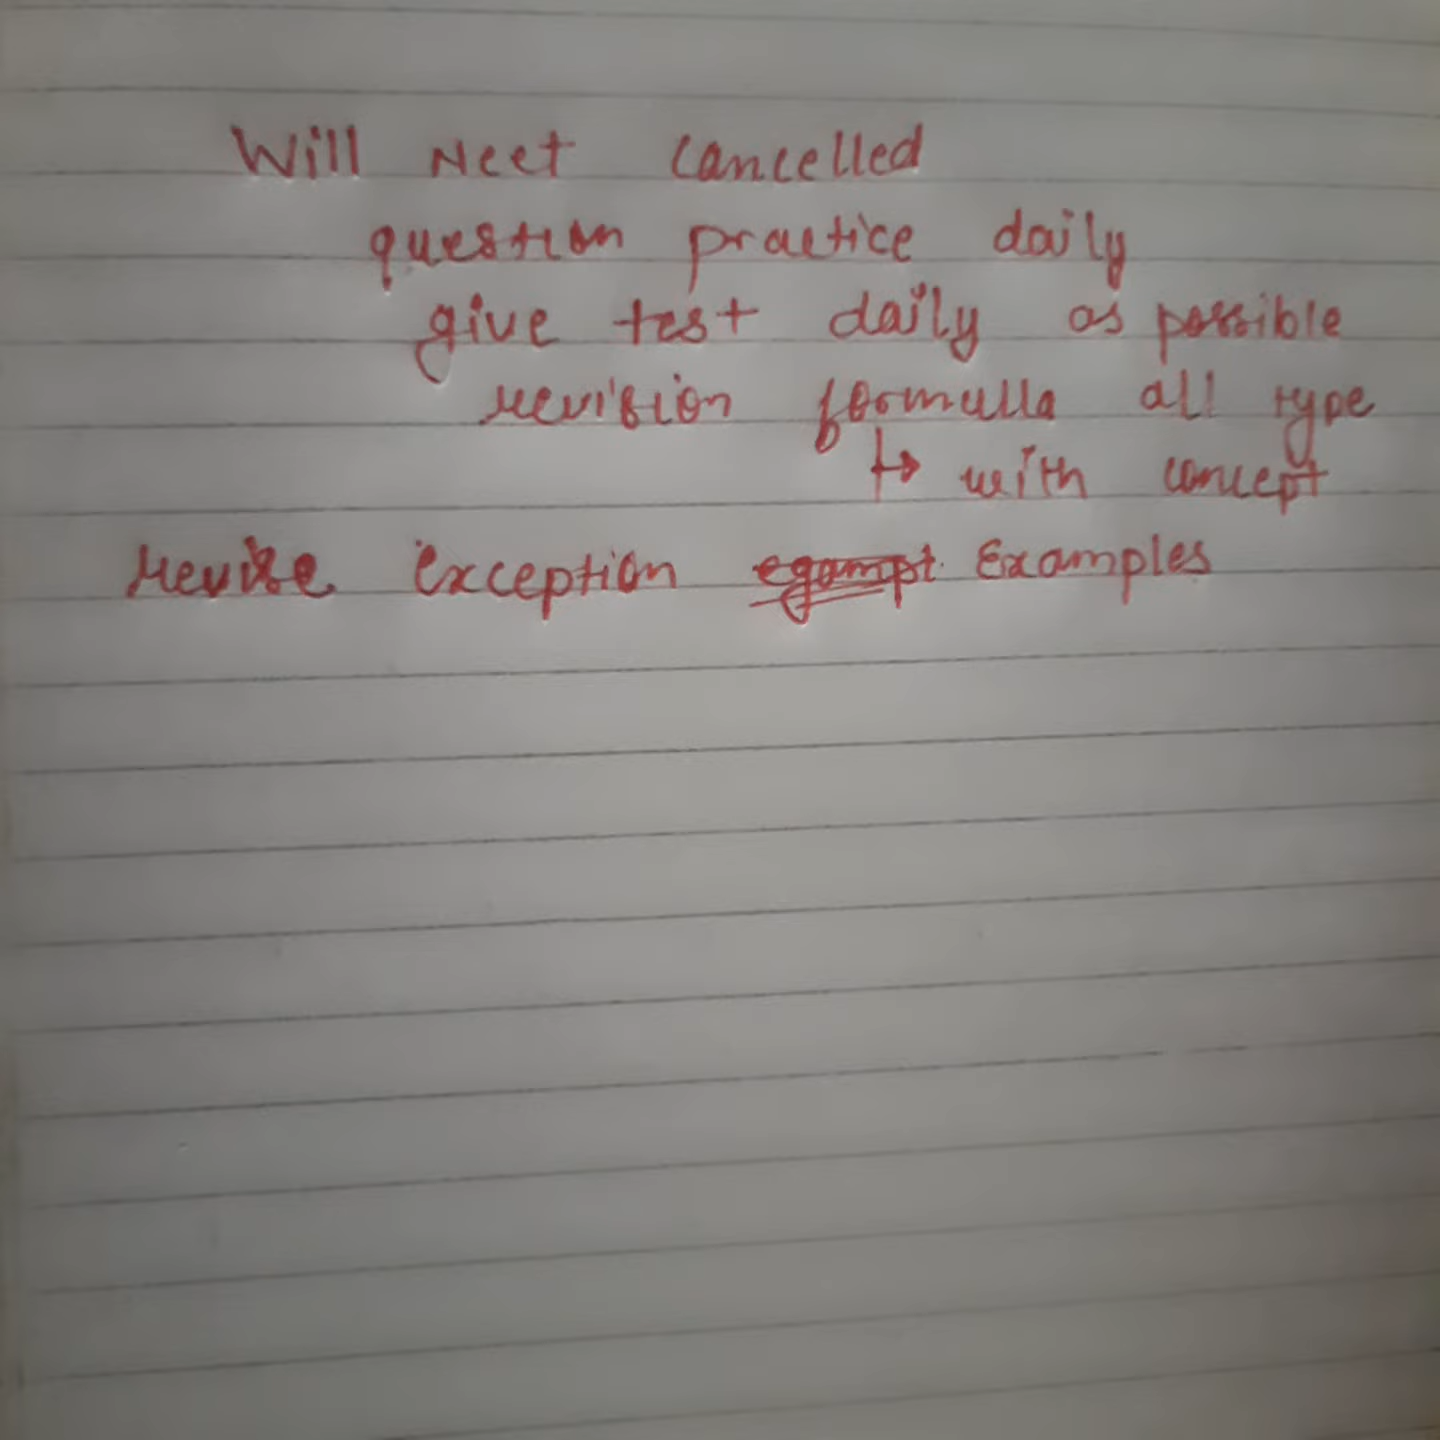 Will Neet cancelled
question practice daily
give test daily as possible
revision formulla all type
↳ with concept
revise exception Examples